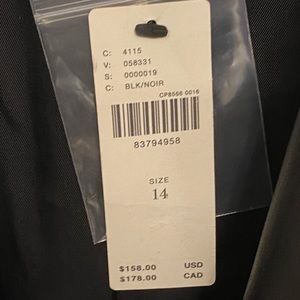 C: 4115
V: 058331
S: 0000019
C: BLK/NOIR
CP8566 0016
83794958
SIZE
14
$158.00 USD
$178.00 CAD